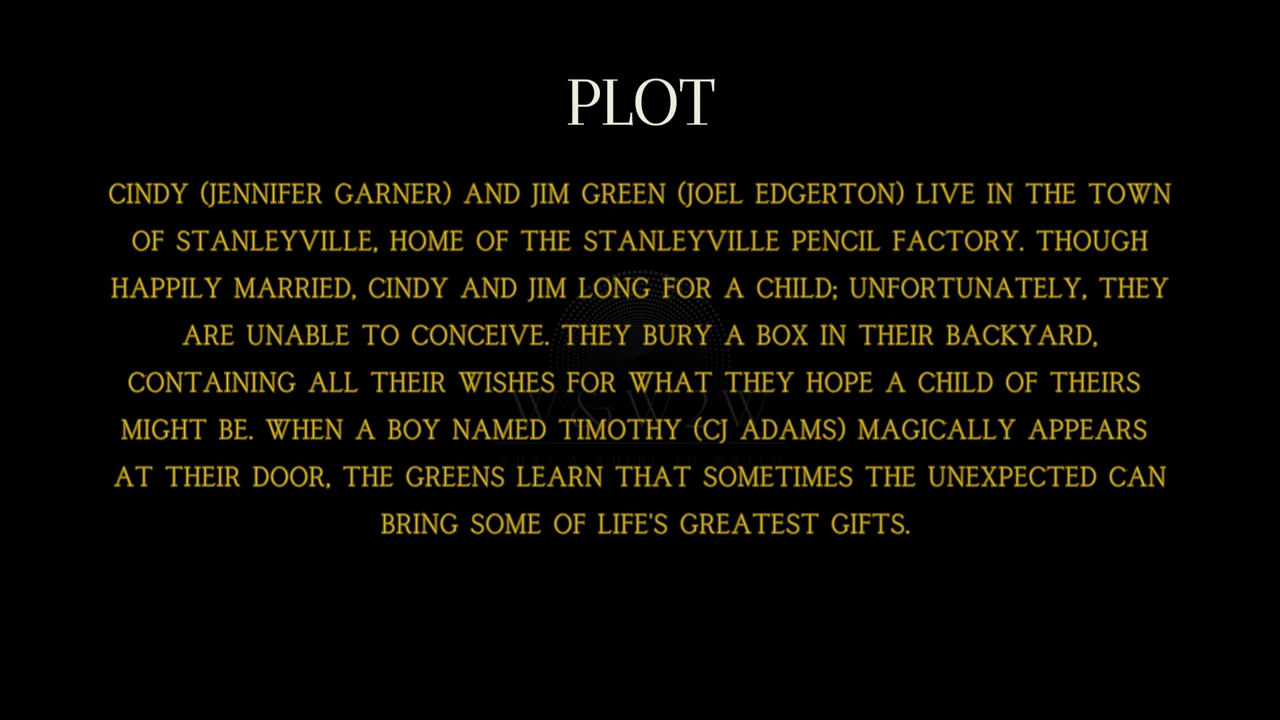 PLOT
CINDY (JENNIFER GARNER) AND JIM GREEN (JOEL EDGERTON) LIVE IN THE TOWN
OF STANLEYVILLE, HOME OF THE STANLEYVILLE PENCIL FACTORY. THOUGH
HAPPILY MARRIED, CINDY AND JIM LONG FOR A CHILD; UNFORTUNATELY, THEY
ARE UNABLE TO CONCEIVE. THEY BURY A BOX IN THEIR BACKYARD,
CONTAINING ALL THEIR WISHES FOR WHAT THEY HOPE A CHILD OF THEIRS
MIGHT BE. WHEN A BOY NAMED TIMOTHY (CJ ADAMS) MAGICALLY APPEARS
AT THEIR DOOR, THE GREENS LEARN THAT SOMETIMES THE UNEXPECTED CAN
BRING SOME OF LIFE'S GREATEST GIFTS.
W&W2W